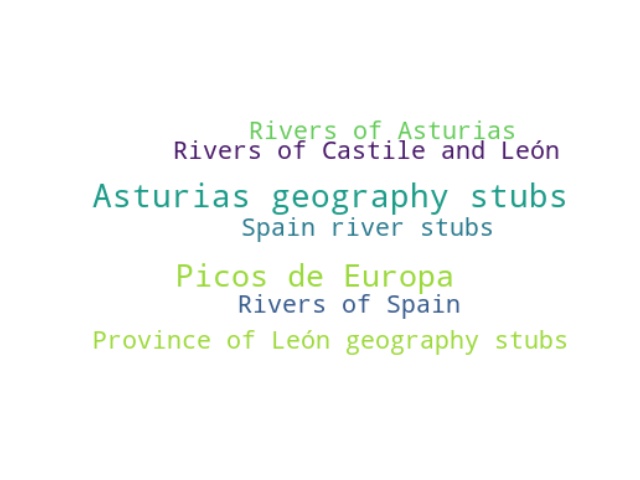 Rivers of Asturias
Rivers of Castile and León
Asturias geography stubs
Spain river stubs
Picos de Europa
Rivers of Spain
Province of León geography stubs